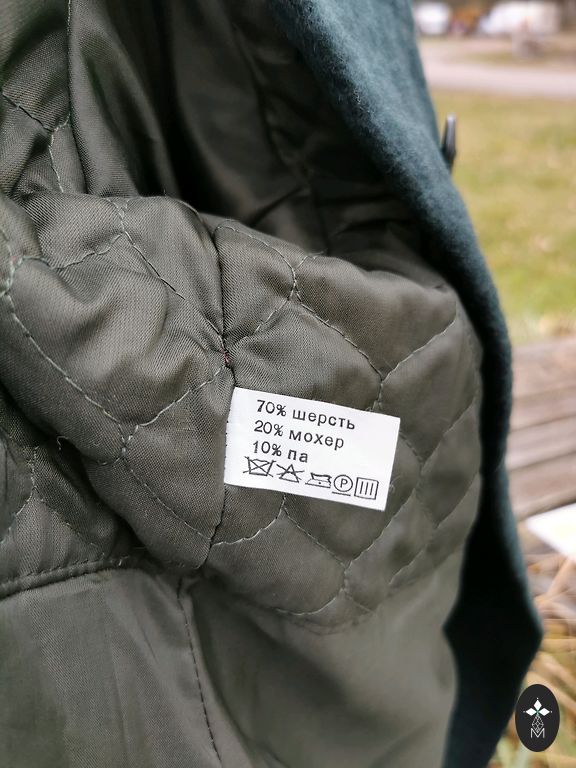 70% шерсть
20% мохер
10% па
P
M